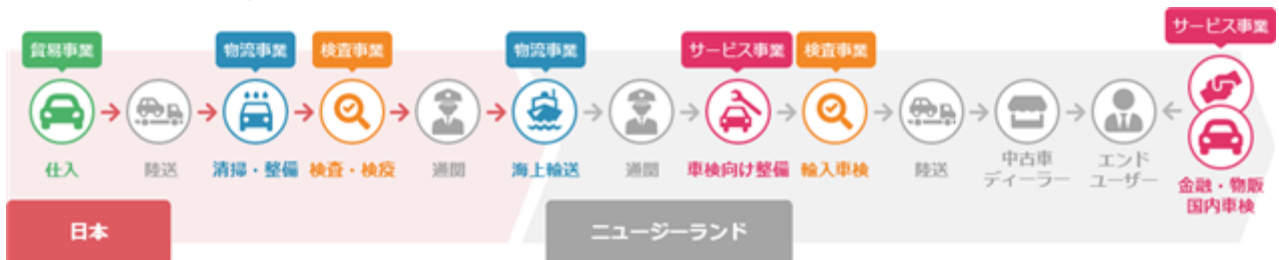 サービス事業
貿易事業
物流事業
検査事業
物流事業
サービス事業
検査事業
仕入
陸送
清掃・整備
検査・検疫
通関
海上輸送
通関
車検向け整備
輸入車検
陸送
中古車
ディーラー
エンド
ユーザー
金融・物販
国内車検
日本
ニュージーランド